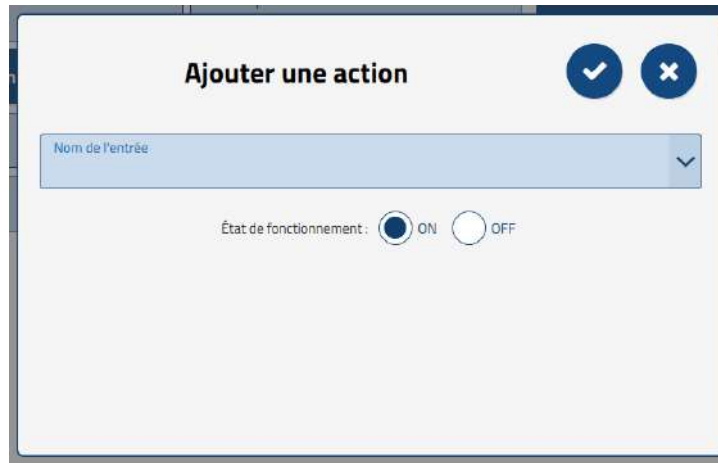 Ajouter une action
Nom de l'entrée
État de fonctionnement : ON OFF